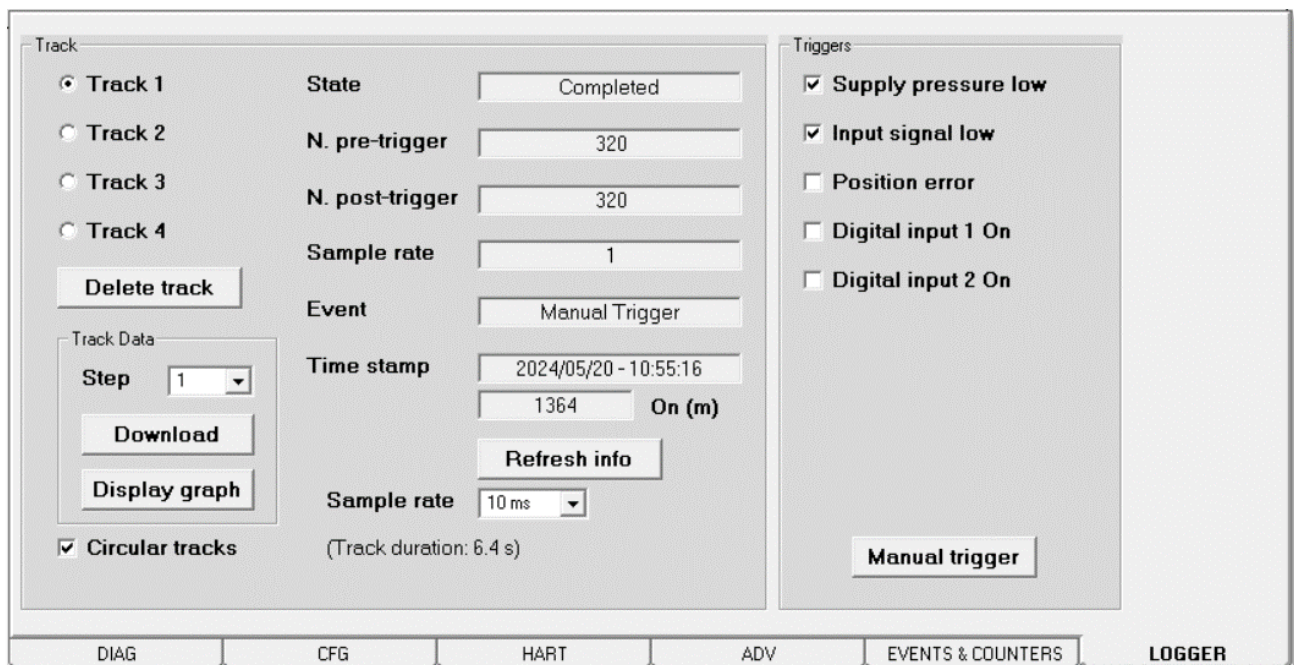 Track
Track 1
Track 2
Track 3
Track 4
Delete track
Track Data
Step 1
Download
Display graph
Circular tracks
State Completed
N. pre-trigger 320
N. post-trigger 320
Sample rate 1
Event Manual Trigger
Time stamp 2024/05/20 - 10:55:16
1364 On (m)
Refresh info
Sample rate 10 ms
(Track duration: 6.4 s)
Triggers
Supply pressure low
Input signal low
Position error
Digital input 1 On
Digital input 2 On
Manual trigger
DIAG CFG HART ADV EVENTS & COUNTERS LOGGER